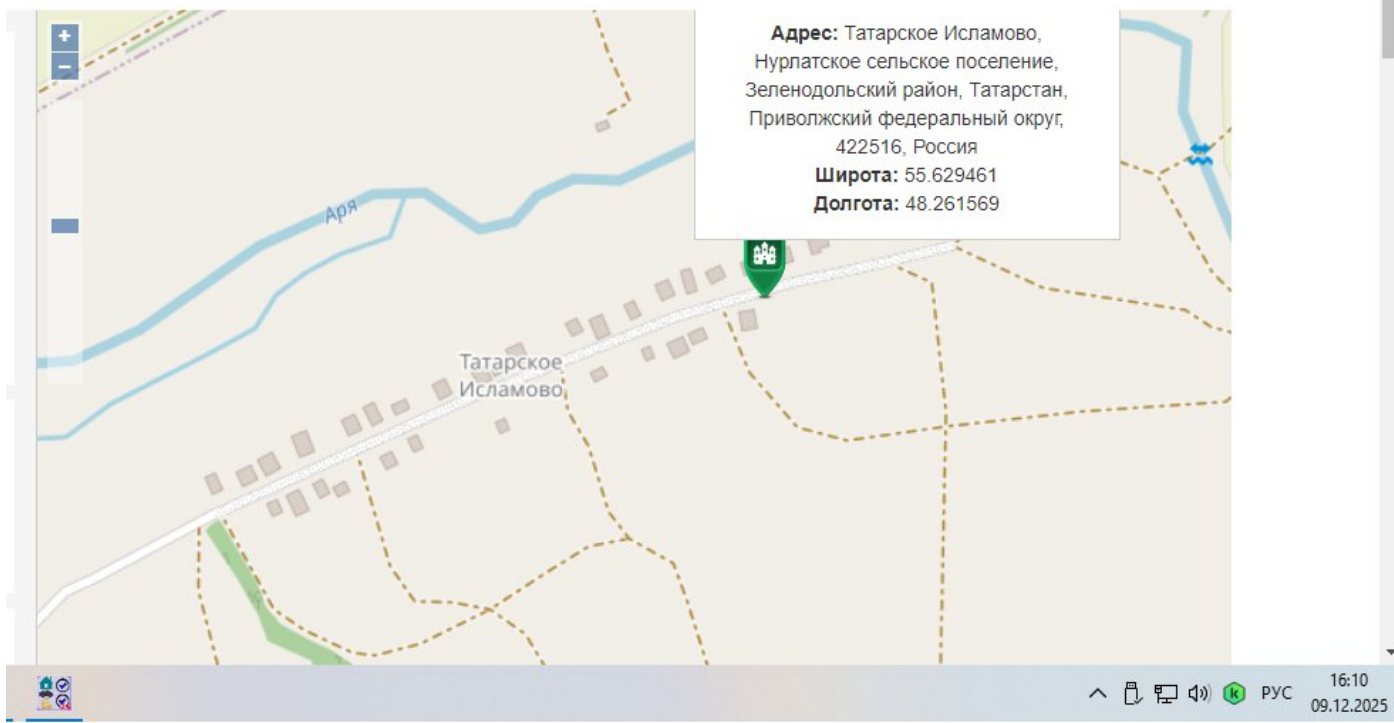 +
−
Адрес: Татарское Исламово,
Нурлатское сельское поселение,
Зеленодольский район, Татарстан,
Приволжский федеральный округ,
422516, Россия
Широта: 55.629461
Долгота: 48.261569
Аря
Татарское
Исламово
РУС
16:10
09.12.2025